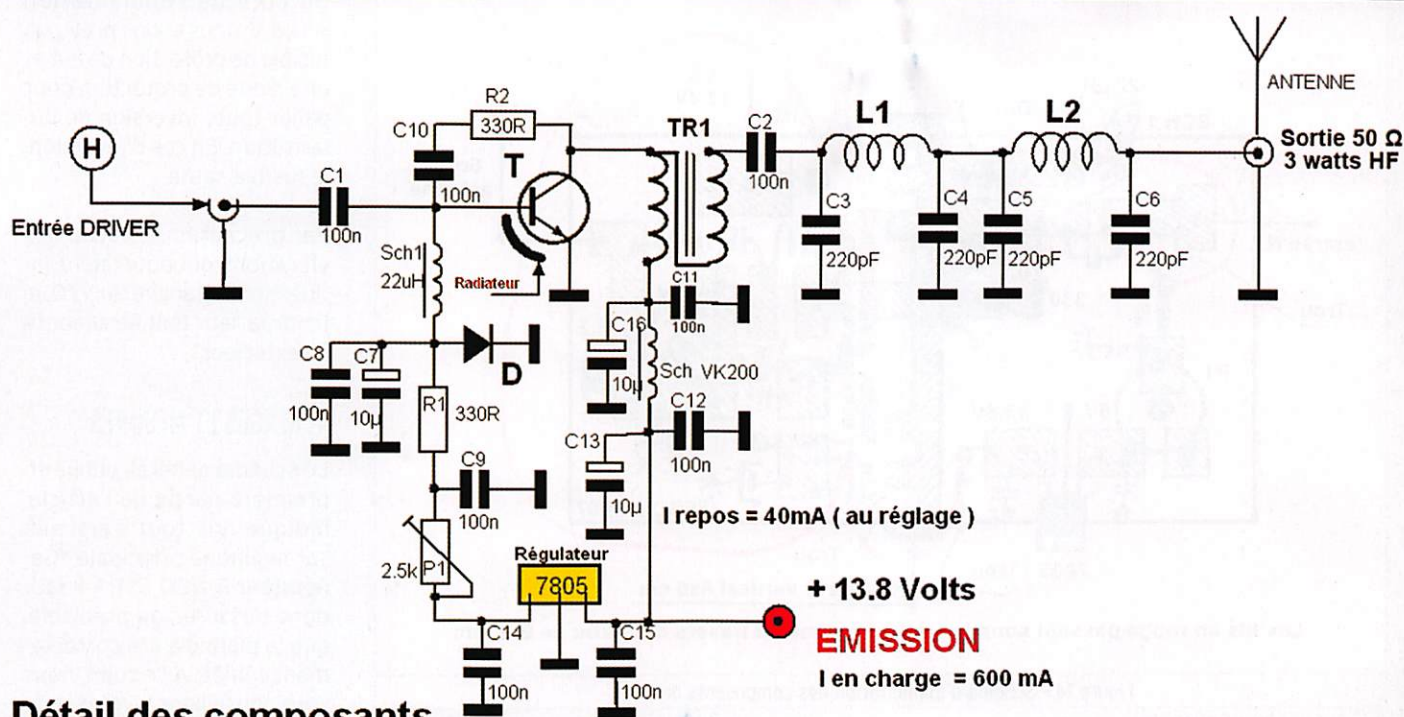 R2
330R
C10
100n
T
H
Entrée DRIVER
C1
100n
TR1
C2
100n
L1
L2
ANTENNE
Sortie 50 Ω
3 watts HF
C3
220pF
C4
220pF
C5
220pF
C6
220pF
Sch1
22uH
Radiateur
C11
100n
C16
10µ
Sch VK200
D
C8
100n
C7
10µ
R1
330R
C12
100n
C13
10µ
C9
100n
I repos = 40mA ( au réglage )
2.5k
P1
Régulateur
7805
+ 13.8 Volts
EMISSION
I en charge = 600 mA
C14
100n
C15
100n
Détail des composants